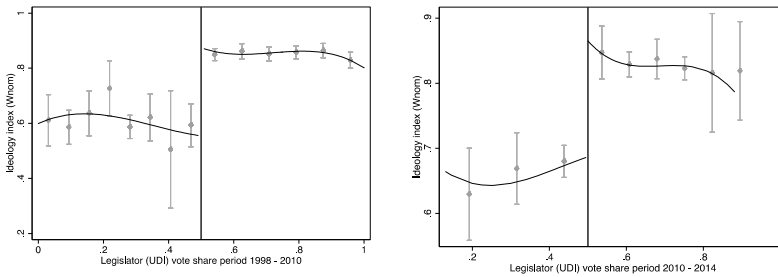 1
.8
.6
.4
.2
Ideology index (Wnom)
0 .2 .4 .6 .8 1
Legislator (UDI) vote share period 1998 - 2010
.9
.8
.7
.6
Ideology index (Wnom)
.2 .4 .6 .8
Legislator (UDI) vote share period 2010 - 2014